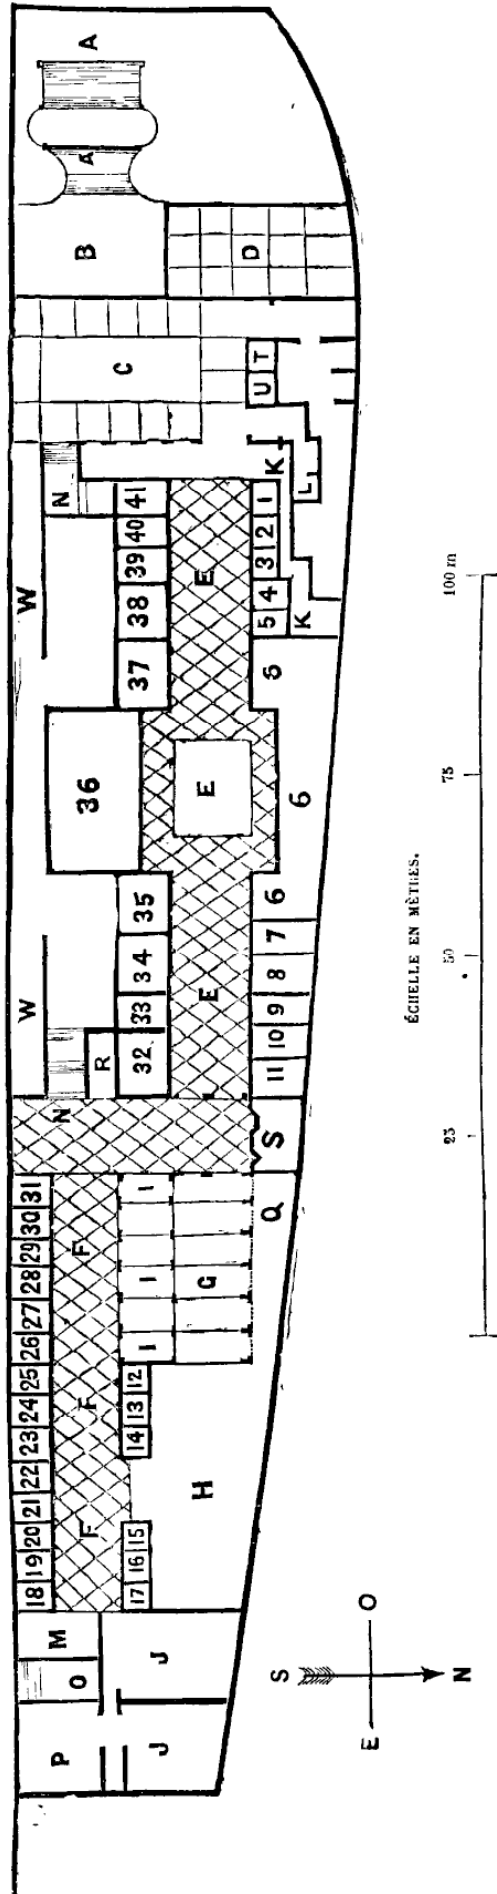 18 19 20 21 22 23 24 25 26 27 28 29 30 31 W W
P O M N N
F F F 36 B A A
R
17 16 15 14 13 12 I I I 32 33 34 35 37 38 39 40 41 C
J J H G E E E D
Q S 11 10 9 8 7 6 6 6 5 4 3 2 1 U T
K K L
S
E O
N
ÉCHELLE EN MÈTRES.
25 50 75 100 m